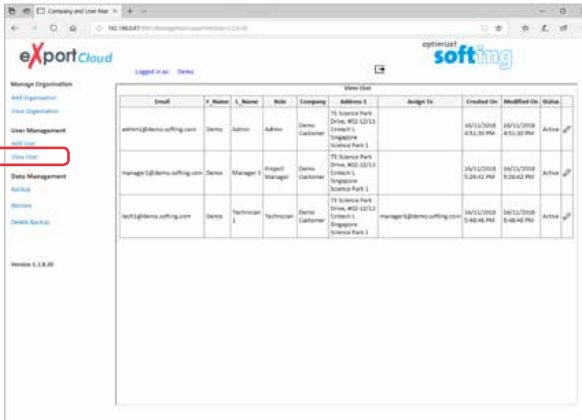 Company and User Man
eXport Cloud
optimizet
softing
Logged in as: Demo
Manage Organisation
Add Organisation
View Organisation
User Management
Add User
View User
Data Management
Backup
Restore
Delete Backup
Version 1.1.8.20
View User
Email F_Name L_Name Role Company Address 1 Assign To Created On Modified On Status
admin1@demo.softing.com Demo Admin Admin Demo Customer 73 Science Park Drive, #02-12/13 Cintech I, Singapore Science Park 1 16/11/2018 4:51:30 PM 16/11/2018 4:51:30 PM Active
manager1@demo.softing.com Demo Manager 1 Project Manager Demo Customer 73 Science Park Drive, #02-12/13 Cintech I, Singapore Science Park 1 16/11/2018 5:26:42 PM 16/11/2018 5:26:42 PM Active
tech1@demo.softing.com Demo Technician 1 Technician Demo Customer 73 Science Park Drive, #02-12/13 Cintech I, Singapore Science Park 1 manager1@demo.softing.com 16/11/2018 5:48:46 PM 16/11/2018 5:48:46 PM Active